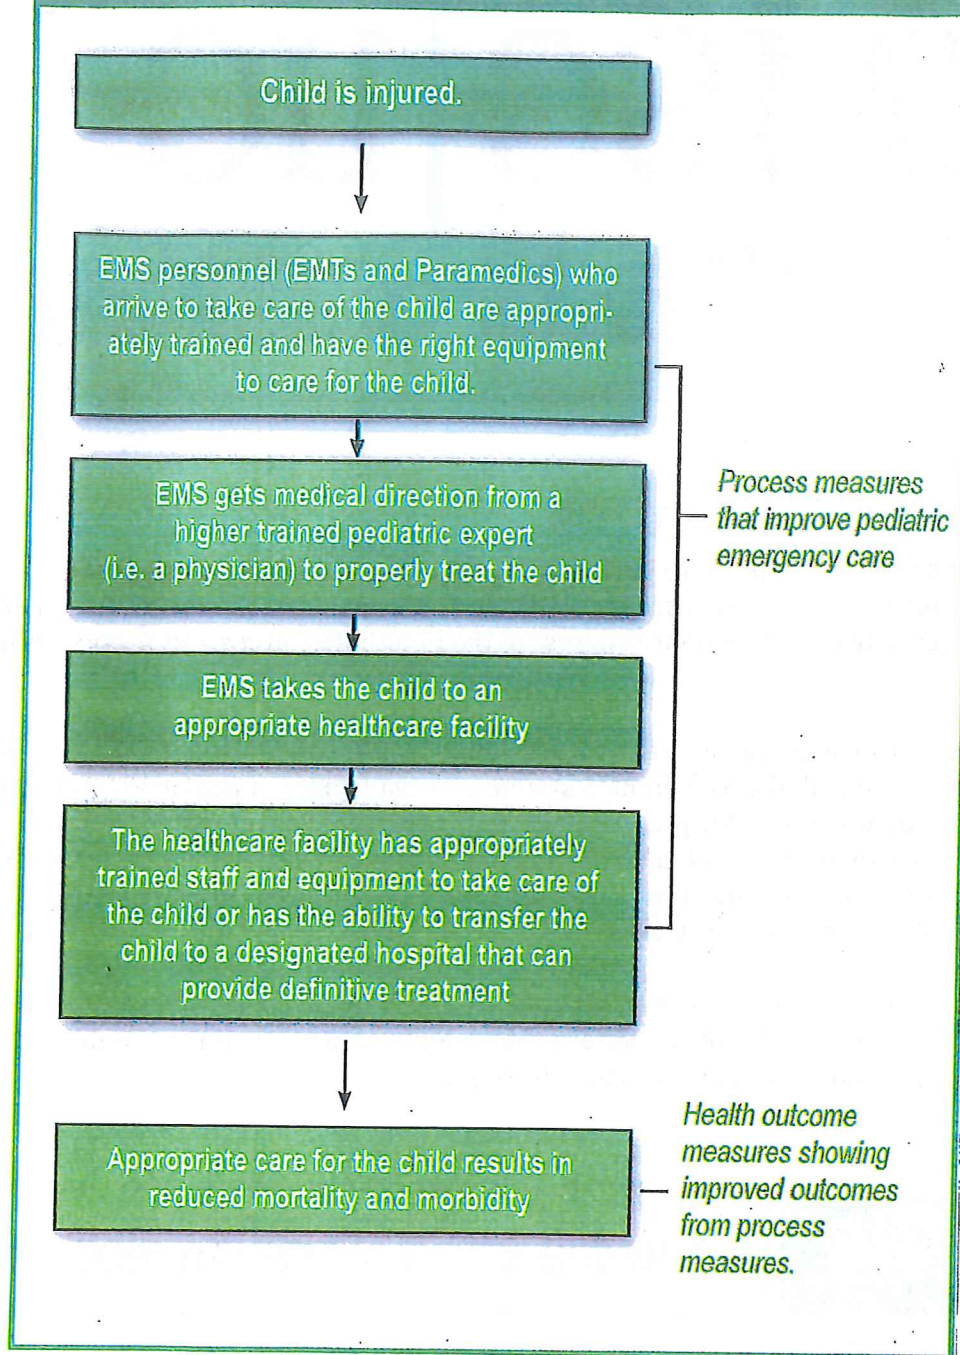 Child is injured.
EMS personnel (EMTs and Paramedics) who
arrive to take care of the child are appropri-
ately trained and have the right equipment
to care for the child.
EMS gets medical direction from a
higher trained pediatric expert
(i.e. a physician) to properly treat the child
EMS takes the child to an
appropriate healthcare facility
The healthcare facility has appropriately
trained staff and equipment to take care of
the child or has the ability to transfer the
child to a designated hospital that can
provide definitive treatment
Process measures
that improve pediatric
emergency care
Appropriate care for the child results in
reduced mortality and morbidity
Health outcome
measures showing
improved outcomes
from process
measures.